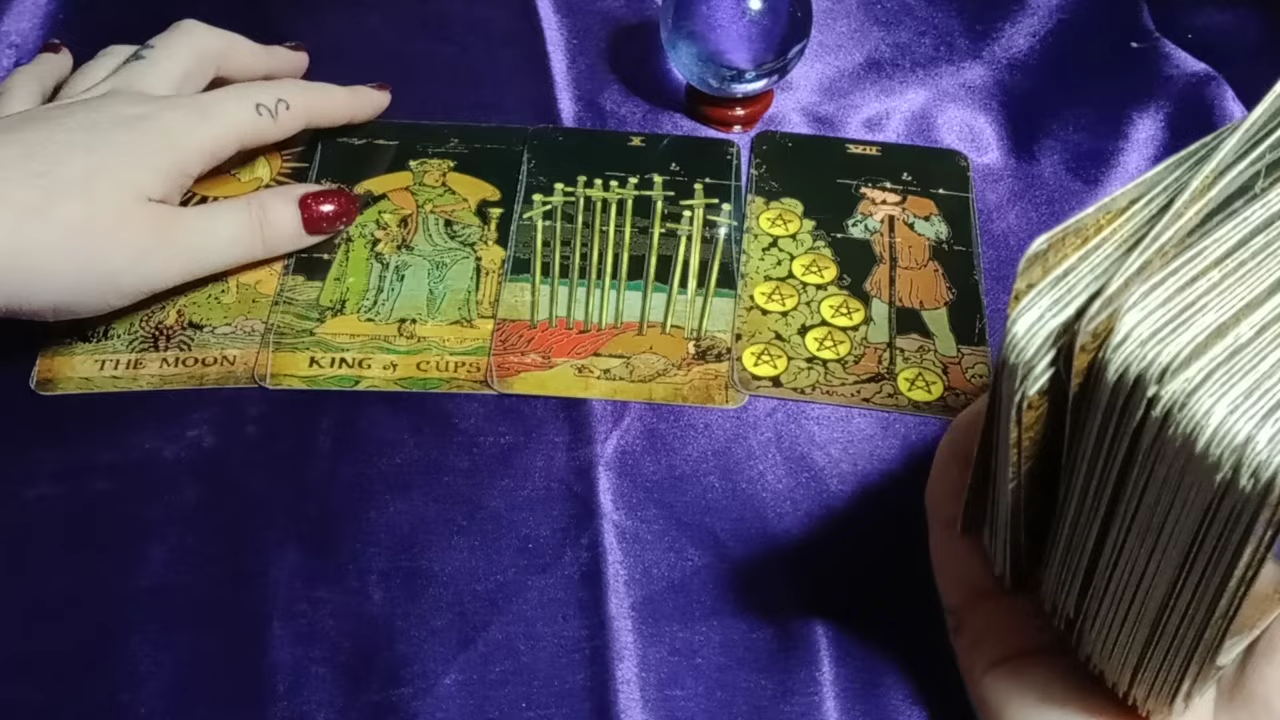 THE MOON
KING of CUPS
X
VII